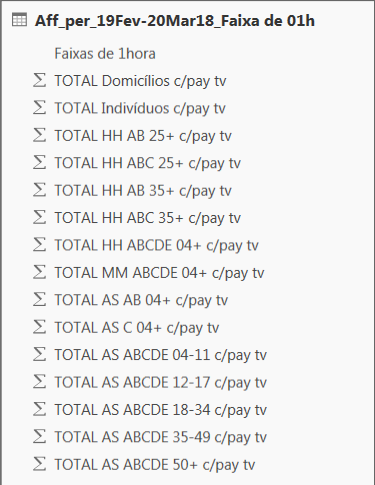 Aff_per_19Fev-20Mar18_Faixa de 01h
Faixas de 1hora
∑ TOTAL Domicílios c/pay tv
∑ TOTAL Indivíduos c/pay tv
∑ TOTAL HH AB 25+ c/pay tv
∑ TOTAL HH ABC 25+ c/pay tv
∑ TOTAL HH AB 35+ c/pay tv
∑ TOTAL HH ABC 35+ c/pay tv
∑ TOTAL HH ABCDE 04+ c/pay tv
∑ TOTAL MM ABCDE 04+ c/pay tv
∑ TOTAL AS AB 04+ c/pay tv
∑ TOTAL AS C 04+ c/pay tv
∑ TOTAL AS ABCDE 04-11 c/pay tv
∑ TOTAL AS ABCDE 12-17 c/pay tv
∑ TOTAL AS ABCDE 18-34 c/pay tv
∑ TOTAL AS ABCDE 35-49 c/pay tv
∑ TOTAL AS ABCDE 50+ c/pay tv